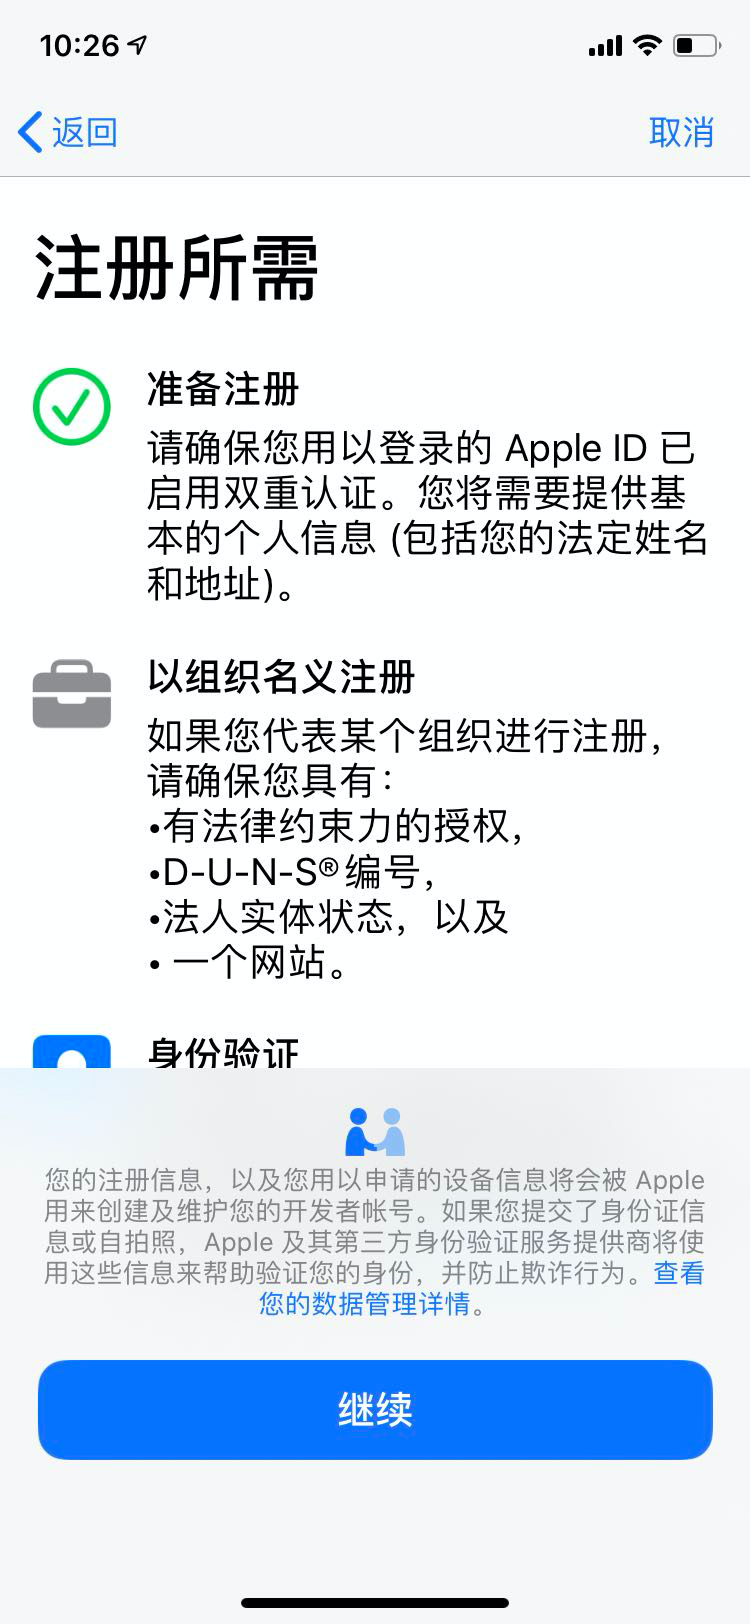 10:26
返回
取消
注册所需
准备注册
请确保您用以登录的 Apple ID 已
启用双重认证。您将需要提供基
本的个人信息 (包括您的法定姓名
和地址)。
以组织名义注册
如果您代表某个组织进行注册，
请确保您具有：
•有法律约束力的授权，
•D-U-N-S® 编号，
•法人实体状态，以及
• 一个网站。
身份验证
您的注册信息，以及您用以申请的设备信息将会被 Apple
用来创建及维护您的开发者帐号。如果您提交了身份证信
息或自拍照，Apple 及其第三方身份验证服务提供商将使
用这些信息来帮助验证您的身份，并防止欺诈行为。查看
您的数据管理详情。
继续